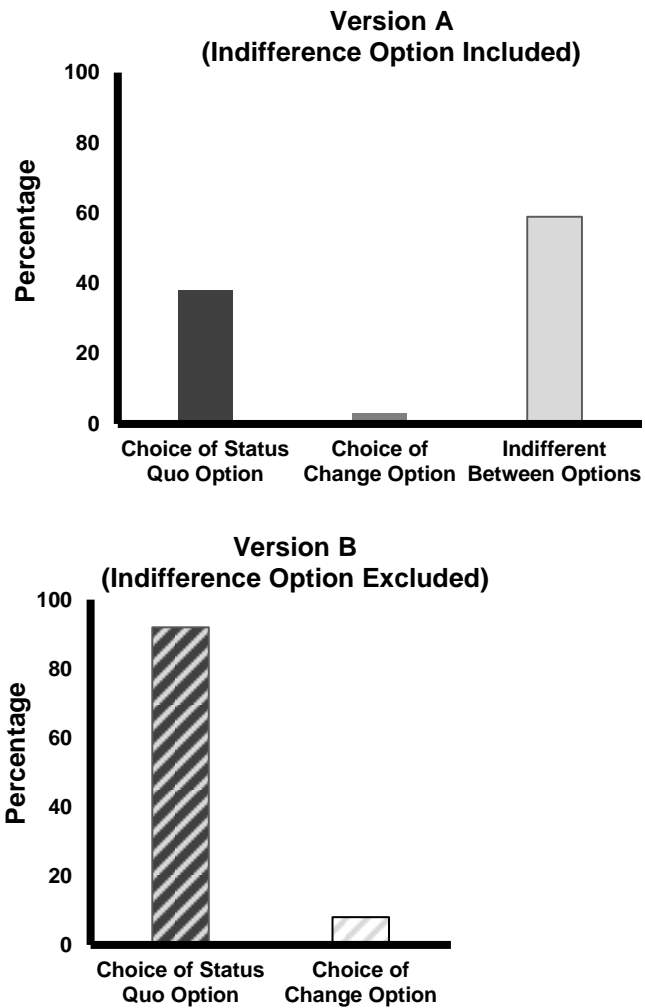 Version A
(Indifference Option Included)
100
80
60
40
20
0
Percentage
Choice of Status
Quo Option
Choice of
Change Option
Indifferent
Between Options
Version B
(Indifference Option Excluded)
100
80
60
40
20
0
Percentage
Choice of Status
Quo Option
Choice of
Change Option